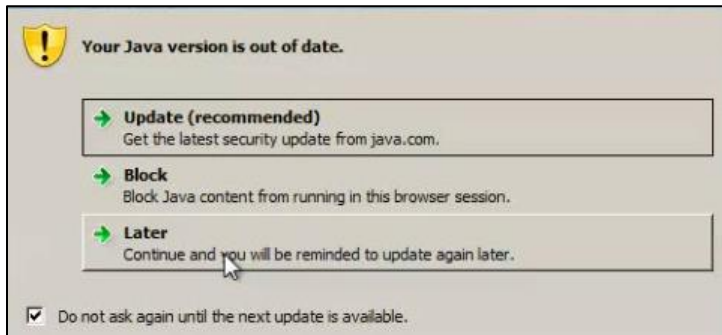 Your Java version is out of date.
Update (recommended)
Get the latest security update from java.com.
Block
Block Java content from running in this browser session.
Later
Continue and you will be reminded to update again later.
Do not ask again until the next update is available.